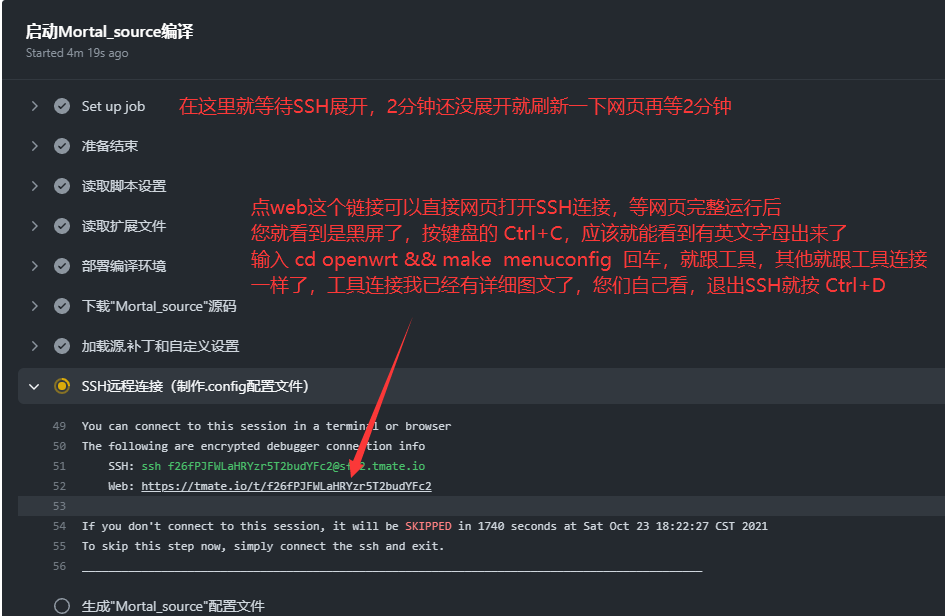 启动Mortal_source编译
Started 4m 19s ago
Set up job
在这里就等待SSH展开，2分钟还没展开就刷新一下网页再等2分钟
准备结束
读取脚本设置
点web这个链接可以直接网页打开SSH连接，等网页完整运行后
读取扩展文件
您就看到是黑屏了，按键盘的 Ctrl+C，应该就能看到有英文字母出来了
部署编译环境
输入 cd openwrt && make menuconfig 回车，就跟工具，其他就跟工具连接
一样了，工具连接我已经有详细图文了，您们自己看，退出SSH就按 Ctrl+D
下载"Mortal_source"源码
加载源,补丁和自定义设置
SSH远程连接（制作.config配置文件）
49 You can connect to this session in a terminal or browser
50 The following are encrypted debugger connection info
51 SSH: ssh f26fPJFWLaHRYzr5T2budYFc2@sfo2.tmate.io
52 Web: https://tmate.io/t/f26fPJFWLaHRYzr5T2budYFc2
53
54 If you don't connect to this session, it will be SKIPPED in 1740 seconds at Sat Oct 23 18:22:27 CST 2021
55 To skip this step now, simply connect the ssh and exit.
56 ______________________________________________________________________________________________
生成"Mortal_source"配置文件